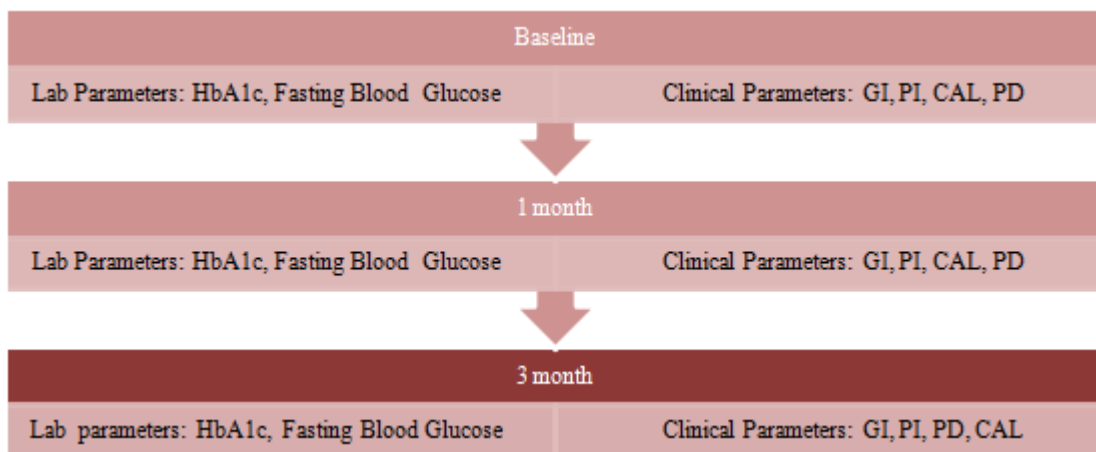 Baseline
Lab Parameters: HbA1c, Fasting Blood Glucose
Clinical Parameters: GI, PI, CAL, PD
1 month
Lab Parameters: HbA1c, Fasting Blood Glucose
Clinical Parameters: GI, PI, CAL, PD
3 month
Lab parameters: HbA1c, Fasting Blood Glucose
Clinical Parameters: GI, PI, PD, CAL